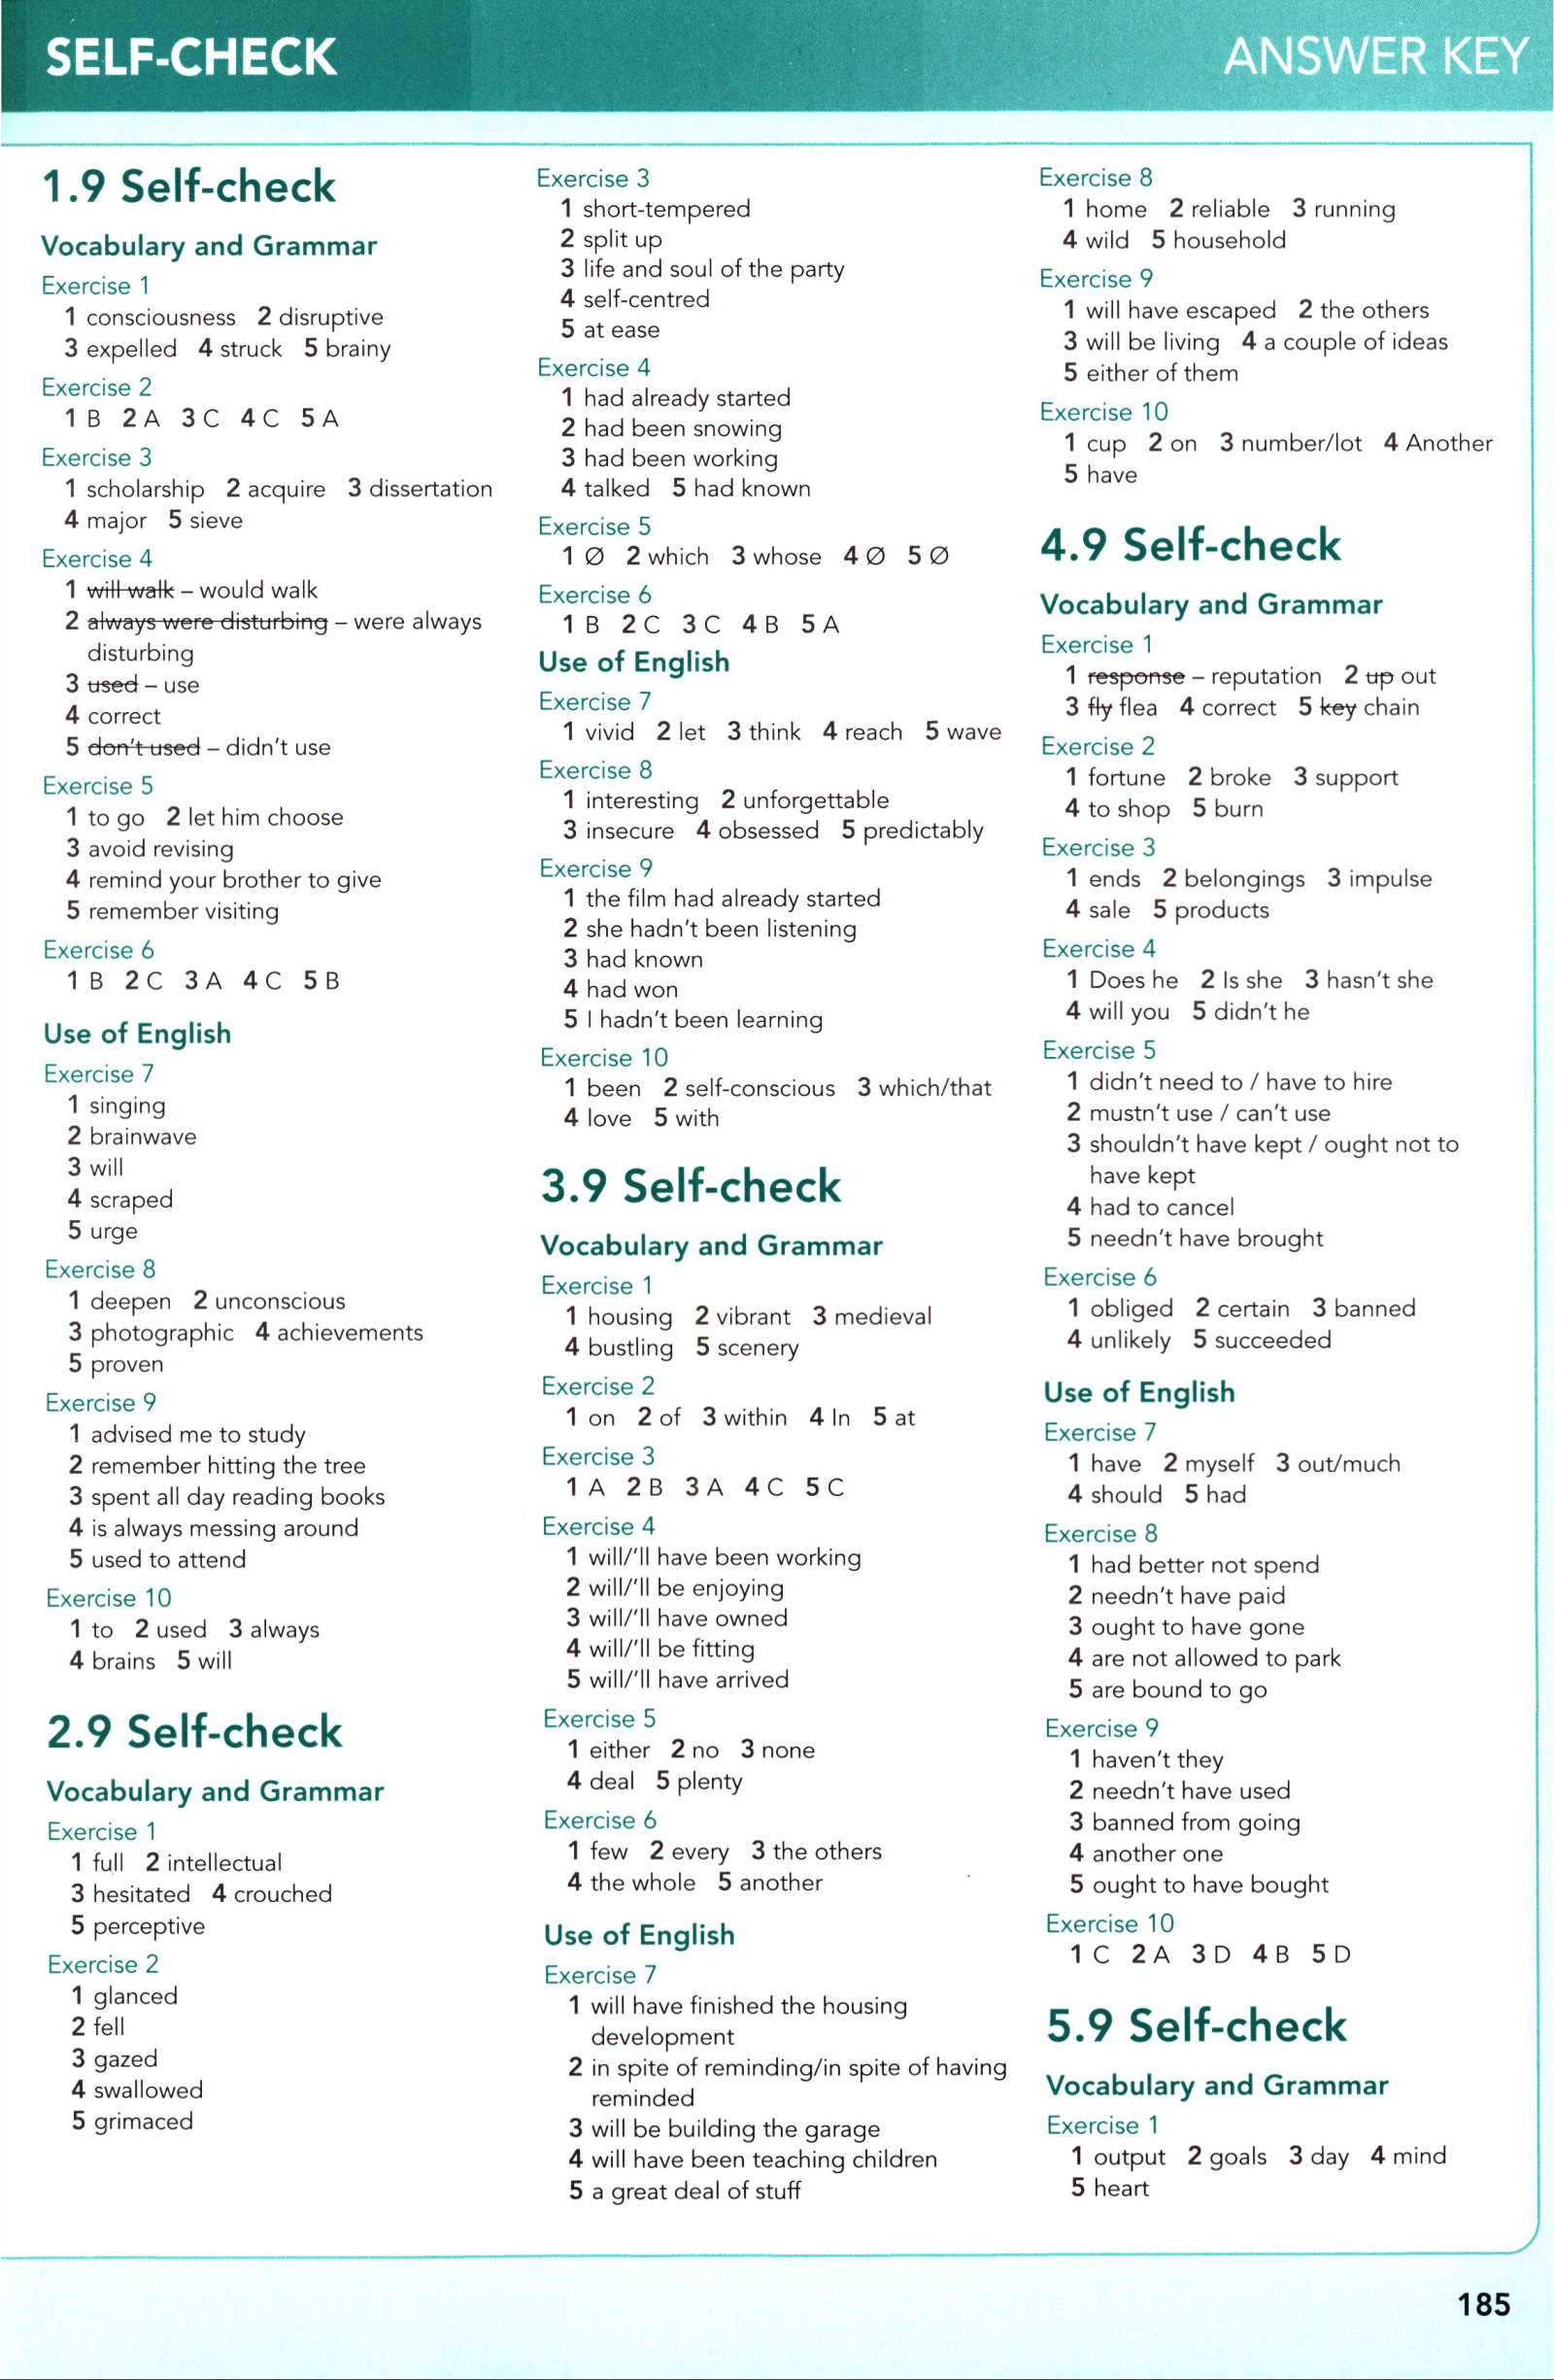 SELF-CHECK
ANSWER KEY
1.9 Self-check
Vocabulary and Grammar
Exercise 1
1 consciousness 2 disruptive
3 expelled 4 struck 5 brainy
Exercise 2
1 B 2 A 3 C 4 C 5 A
Exercise 3
1 scholarship 2 acquire 3 dissertation
4 major 5 sieve
Exercise 4
1 will walk – would walk
2 always were disturbing – were always
disturbing
3 used – use
4 correct
5 don't used – didn't use
Exercise 5
1 to go 2 let him choose
3 avoid revising
4 remind your brother to give
5 remember visiting
Exercise 6
1 B 2 C 3 A 4 C 5 B
Use of English
Exercise 7
1 singing
2 brainwave
3 will
4 scraped
5 urge
Exercise 8
1 deepen 2 unconscious
3 photographic 4 achievements
5 proven
Exercise 9
1 advised me to study
2 remember hitting the tree
3 spent all day reading books
4 is always messing around
5 used to attend
Exercise 10
1 to 2 used 3 always
4 brains 5 will
2.9 Self-check
Vocabulary and Grammar
Exercise 1
1 full 2 intellectual
3 hesitated 4 crouched
5 perceptive
Exercise 2
1 glanced
2 fell
3 gazed
4 swallowed
5 grimaced
Exercise 3
1 short-tempered
2 split up
3 life and soul of the party
4 self-centred
5 at ease
Exercise 4
1 had already started
2 had been snowing
3 had been working
4 talked 5 had known
Exercise 5
1 Ø 2 which 3 whose 4 Ø 5 Ø
Exercise 6
1 B 2 C 3 C 4 B 5 A
Use of English
Exercise 7
1 vivid 2 let 3 think 4 reach 5 wave
Exercise 8
1 interesting 2 unforgettable
3 insecure 4 obsessed 5 predictably
Exercise 9
1 the film had already started
2 she hadn't been listening
3 had known
4 had won
5 I hadn't been learning
Exercise 10
1 been 2 self-conscious 3 which/that
4 love 5 with
3.9 Self-check
Vocabulary and Grammar
Exercise 1
1 housing 2 vibrant 3 medieval
4 bustling 5 scenery
Exercise 2
1 on 2 of 3 within 4 In 5 at
Exercise 3
1 A 2 B 3 A 4 C 5 C
Exercise 4
1 will/'ll have been working
2 will/'ll be enjoying
3 will/'ll have owned
4 will/'ll be fitting
5 will/'ll have arrived
Exercise 5
1 either 2 no 3 none
4 deal 5 plenty
Exercise 6
1 few 2 every 3 the others
4 the whole 5 another
Use of English
Exercise 7
1 will have finished the housing
development
2 in spite of reminding/in spite of having
reminded
3 will be building the garage
4 will have been teaching children
5 a great deal of stuff
Exercise 8
1 home 2 reliable 3 running
4 wild 5 household
Exercise 9
1 will have escaped 2 the others
3 will be living 4 a couple of ideas
5 either of them
Exercise 10
1 cup 2 on 3 number/lot 4 Another
5 have
4.9 Self-check
Vocabulary and Grammar
Exercise 1
1 response – reputation 2 up out
3 fly flea 4 correct 5 key chain
Exercise 2
1 fortune 2 broke 3 support
4 to shop 5 burn
Exercise 3
1 ends 2 belongings 3 impulse
4 sale 5 products
Exercise 4
1 Does he 2 Is she 3 hasn't she
4 will you 5 didn't he
Exercise 5
1 didn't need to / have to hire
2 mustn't use / can't use
3 shouldn't have kept / ought not to
have kept
4 had to cancel
5 needn't have brought
Exercise 6
1 obliged 2 certain 3 banned
4 unlikely 5 succeeded
Use of English
Exercise 7
1 have 2 myself 3 out/much
4 should 5 had
Exercise 8
1 had better not spend
2 needn't have paid
3 ought to have gone
4 are not allowed to park
5 are bound to go
Exercise 9
1 haven't they
2 needn't have used
3 banned from going
4 another one
5 ought to have bought
Exercise 10
1 C 2 A 3 D 4 B 5 D
5.9 Self-check
Vocabulary and Grammar
Exercise 1
1 output 2 goals 3 day 4 mind
5 heart
185